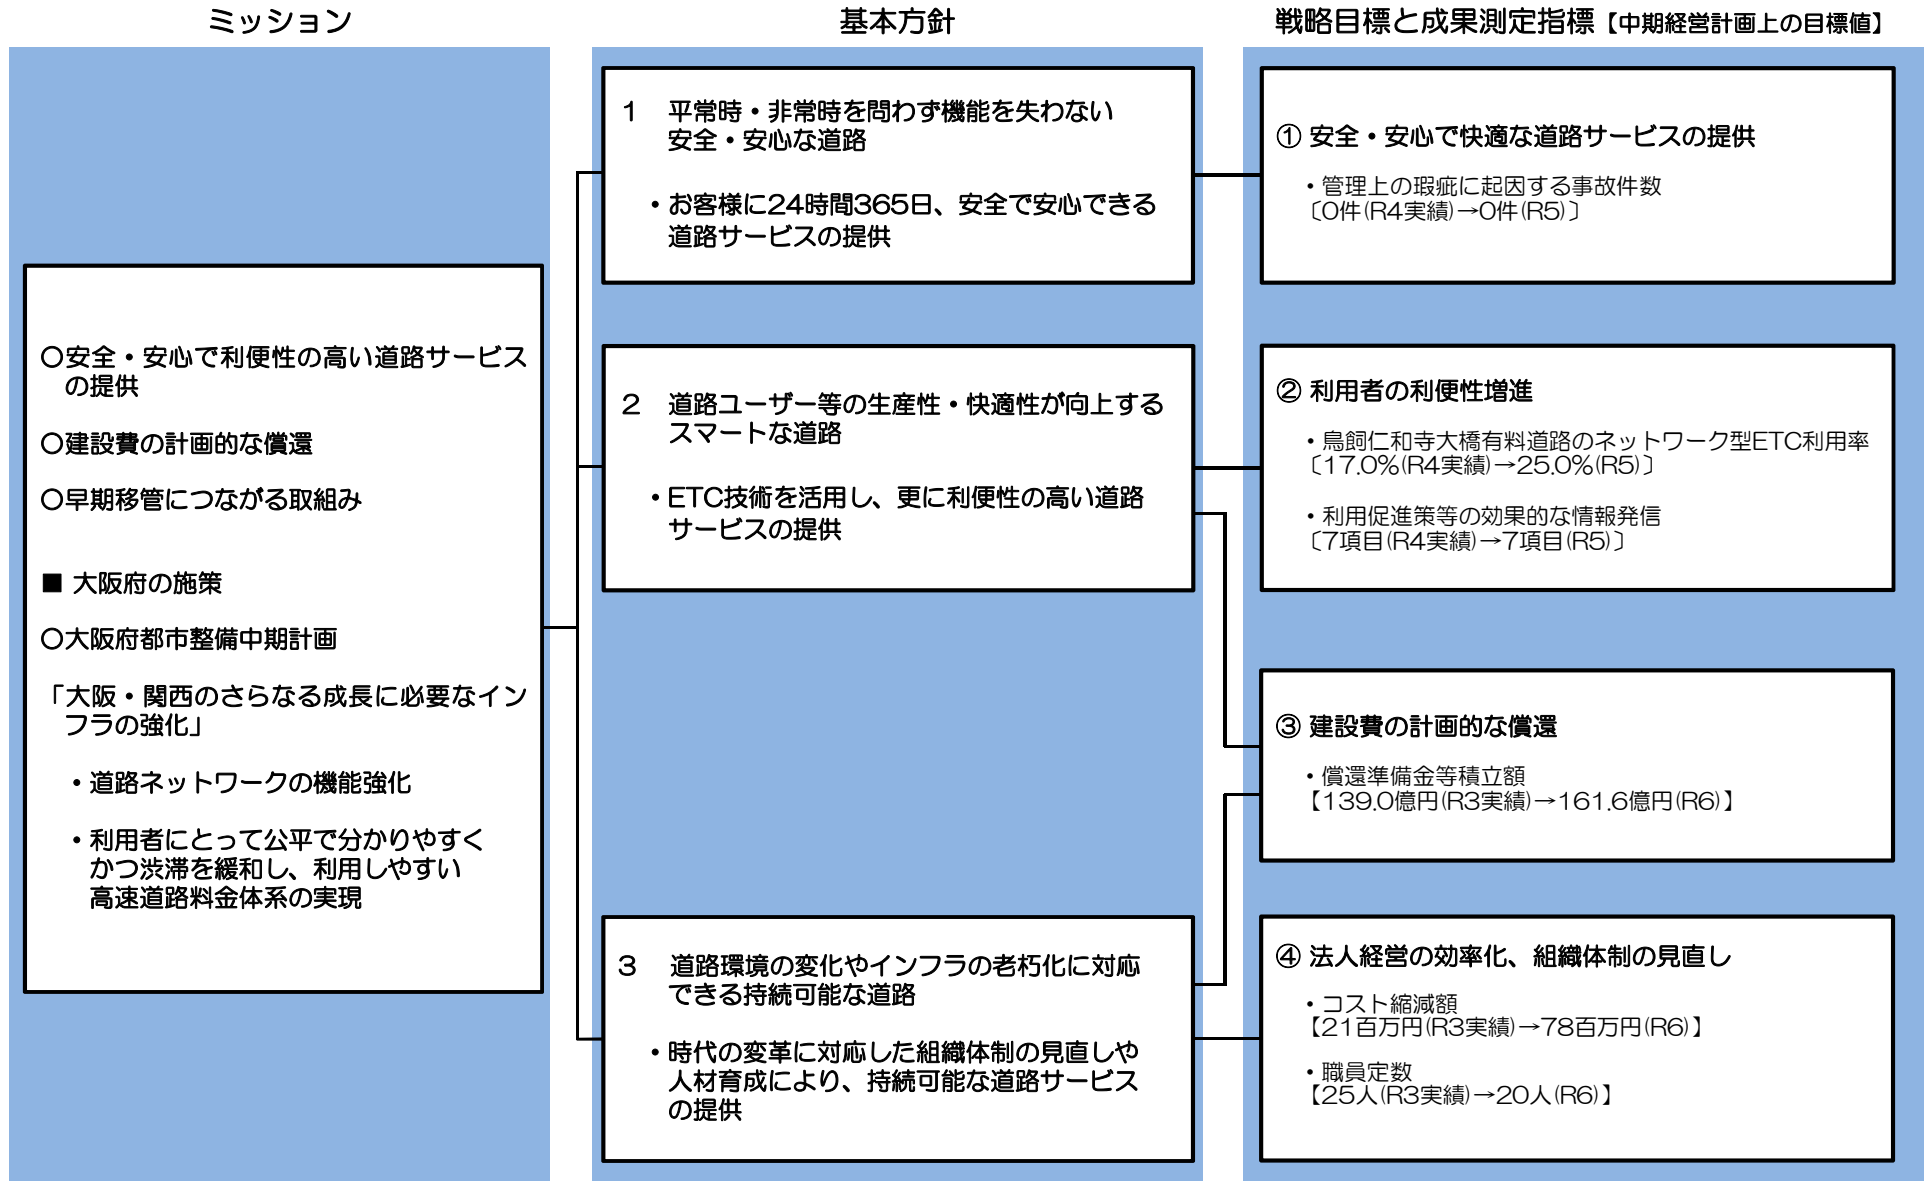 ミッション
〇安全・安心で利便性の高い道路サービス
の提供
〇建設費の計画的な償還
〇早期移管につながる取組み
■ 大阪府の施策
〇大阪府都市整備中期計画
「大阪・関西のさらなる成長に必要なイン
フラの強化」
・道路ネットワークの機能強化
・利用者にとって公平で分かりやすく
かつ渋滞を緩和し、利用しやすい
高速道路料金体系の実現
基本方針
１　平常時・非常時を問わず機能を失わない
安全・安心な道路
・お客様に24時間365日、安全で安心できる
道路サービスの提供
２　道路ユーザー等の生産性・快適性が向上する
スマートな道路
・ETC技術を活用し、更に利便性の高い道路
サービスの提供
３　道路環境の変化やインフラの老朽化に対応
できる持続可能な道路
・時代の変革に対応した組織体制の見直しや
人材育成により、持続可能な道路サービス
の提供
戦略目標と成果測定指標【中期経営計画上の目標値】
① 安全・安心で快適な道路サービスの提供
・管理上の瑕疵に起因する事故件数
〔0件(R4実績)→0件(R5)〕
② 利用者の利便性増進
・鳥飼仁和寺大橋有料道路のネットワーク型ETC利用率
〔17.0%(R4実績)→25.0%(R5)〕
・利用促進策等の効果的な情報発信
〔7項目(R4実績)→7項目(R5)〕
③ 建設費の計画的な償還
・償還準備金等積立額
【139.0億円(R3実績)→161.6億円(R6)】
④ 法人経営の効率化、組織体制の見直し
・コスト縮減額
【21百万円(R3実績)→78百万円(R6)】
・職員定数
【25人(R3実績)→20人(R6)】